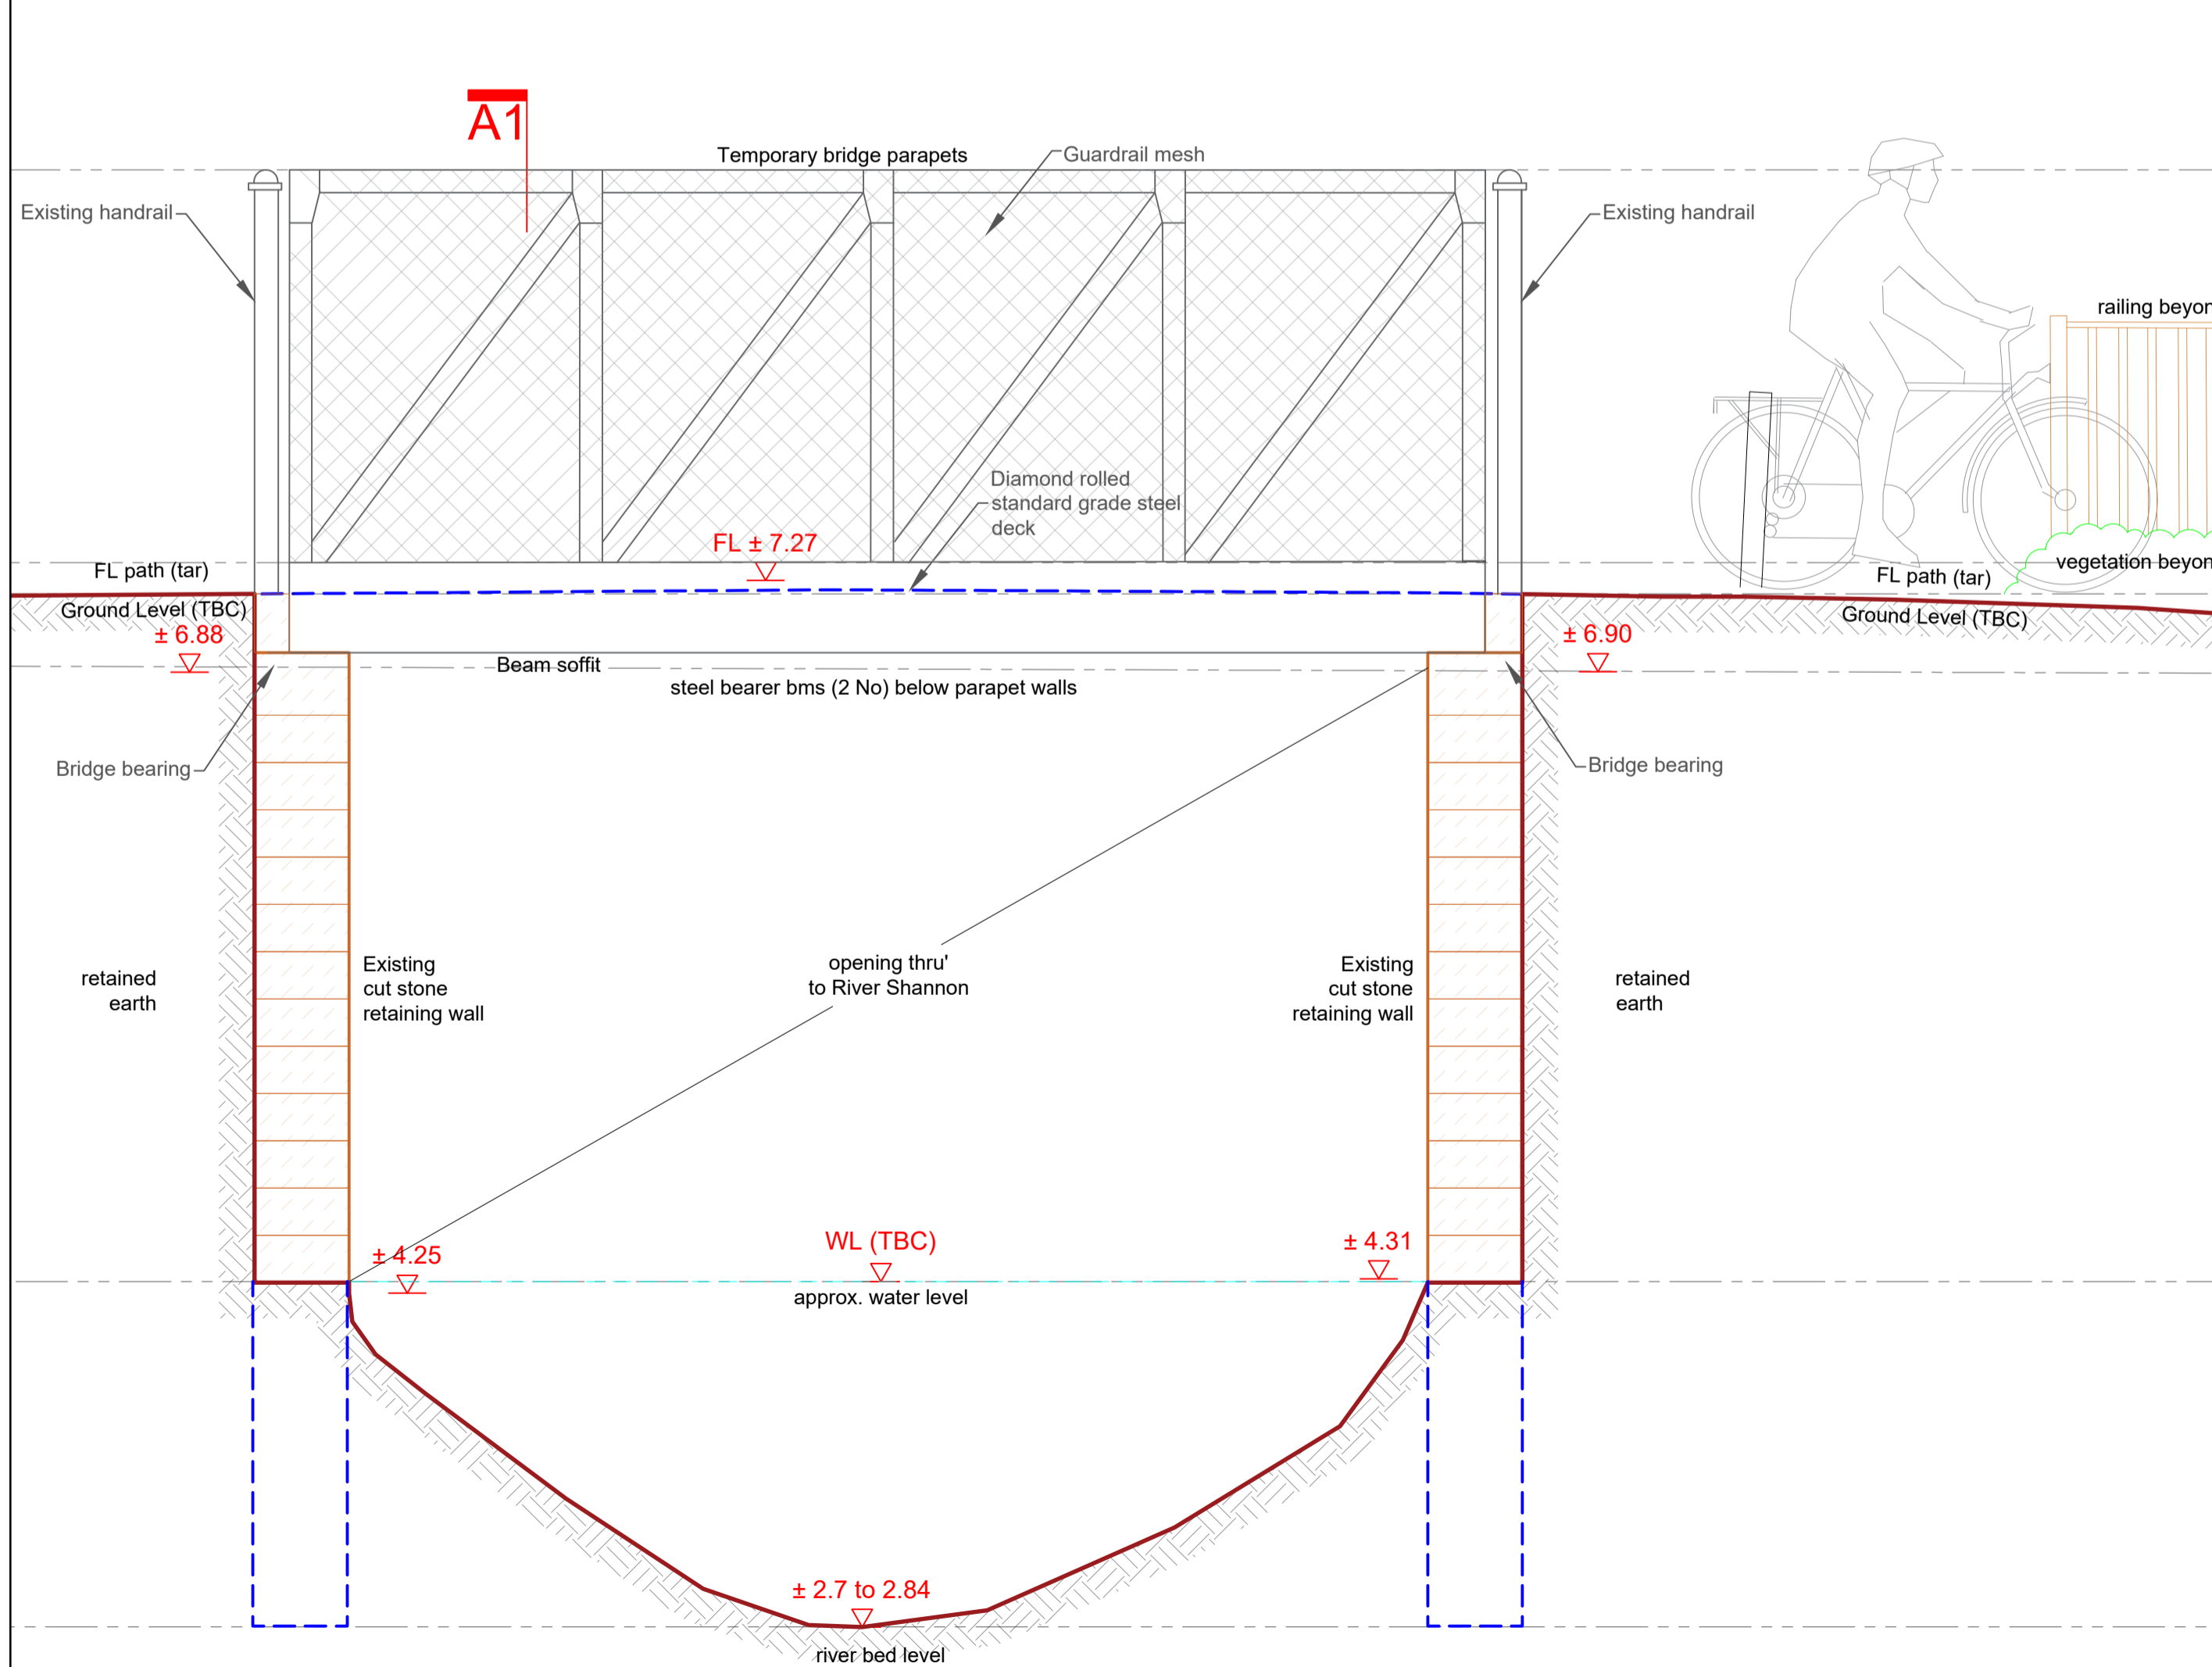 A1
Temporary bridge parapets
Guardrail mesh
Existing handrail
Existing handrail
railing beyon
Diamond rolled
standard grade steel
deck
FL ± 7.27
FL path (tar)
Ground Level (TBC)
± 6.88
FL path (tar)
vegetation beyon
Ground Level (TBC)
± 6.90
Beam soffit
steel bearer bms (2 No) below parapet walls
Bridge bearing
Bridge bearing
retained
earth
Existing
cut stone
retaining wall
opening thru'
to River Shannon
Existing
cut stone
retaining wall
retained
earth
± 4.25
WL (TBC)
± 4.31
approx. water level
± 2.7 to 2.84
river bed level